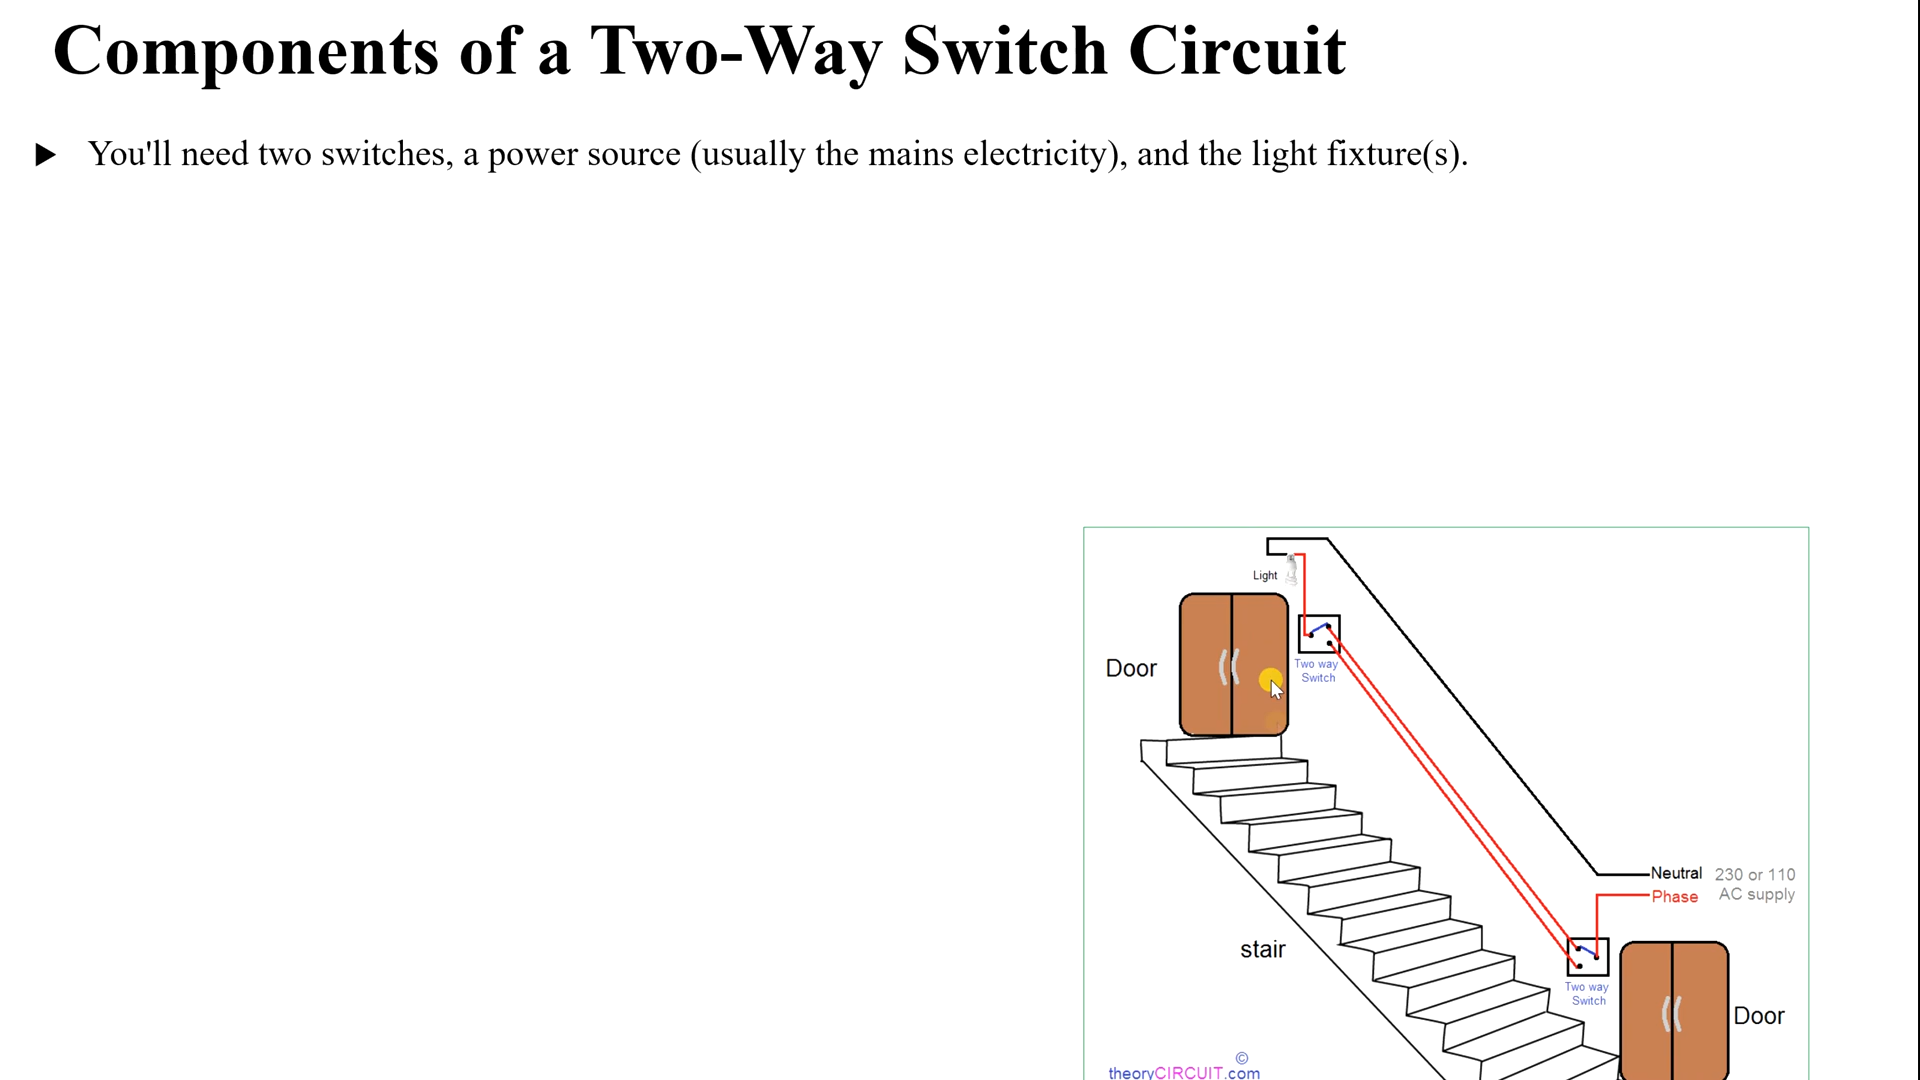 Components of a Two-Way Switch Circuit
You'll need two switches, a power source (usually the mains electricity), and the light fixture(s).
Light
Door
Two way
Switch
Neutral 230 or 110
Phase AC supply
stair
Two way
Switch
Door
©
theoryCIRCUIT.com